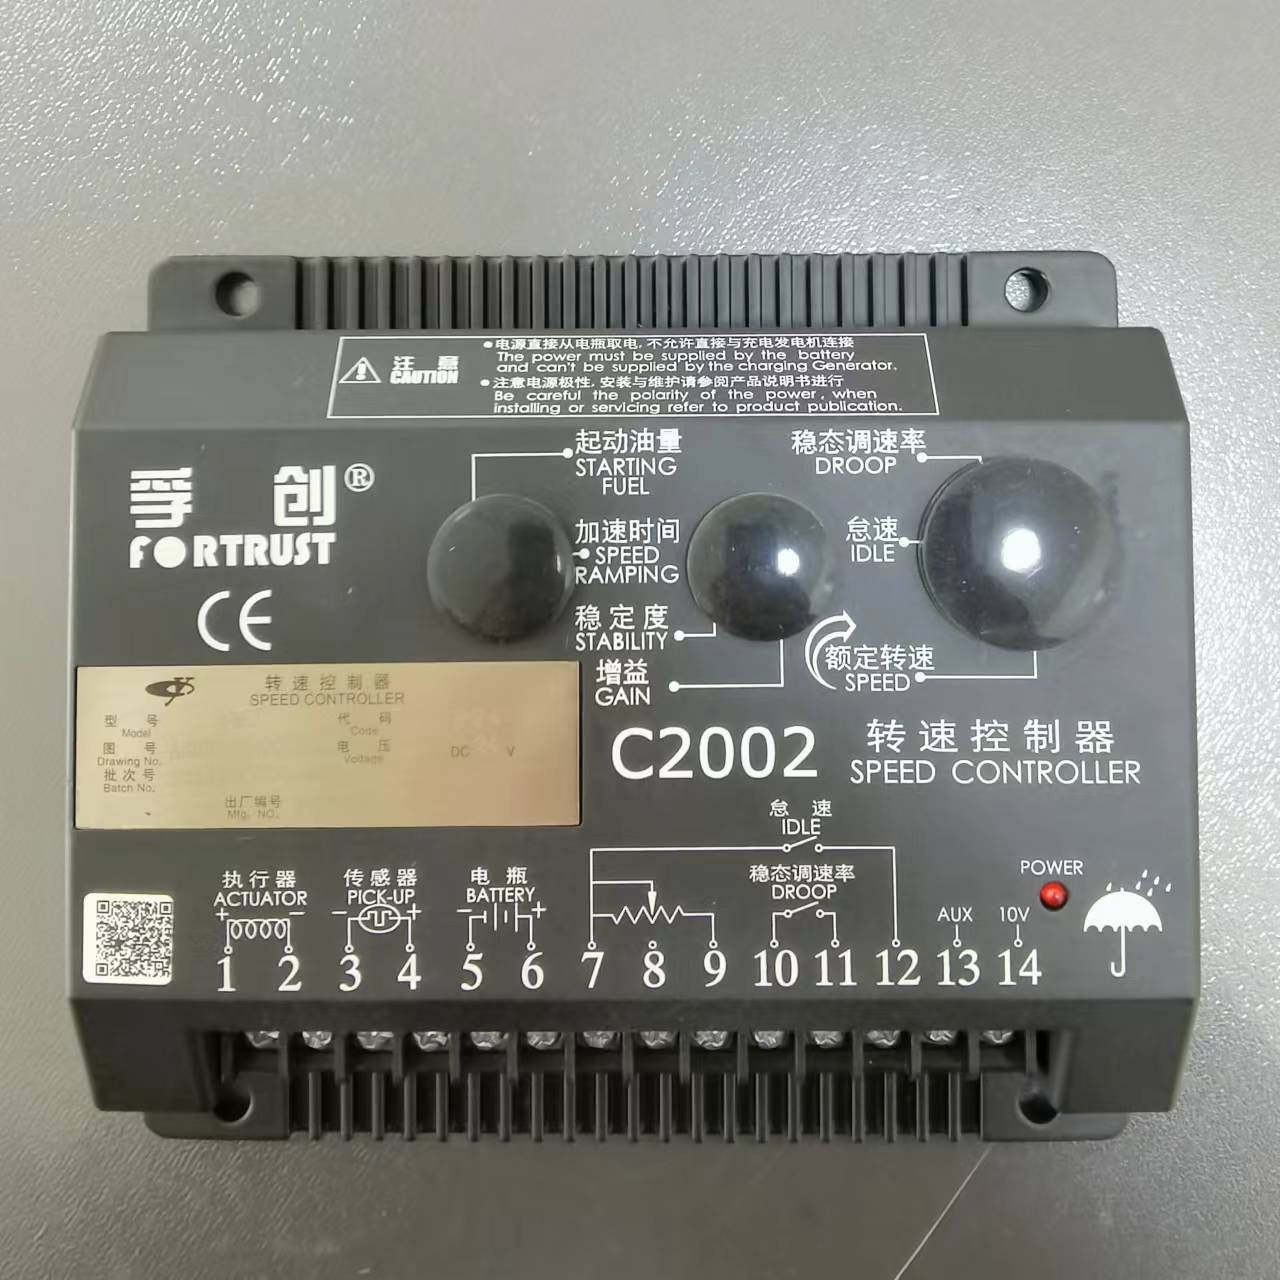 注意
CAUTION
•电源直接从电瓶取电,不允许直接与充电发电机连接
The power must be supplied by the battery
and can't be supplied by the charging Generator.
•注意电源极性,安装与维护请参阅产品说明书进行
Be careful the polarity of the power, when
installing or servicing refer to product publication.
孚创®
FORTRUST
CE
起动油量
STARTING
FUEL
加速时间
SPEED
RAMPING
稳定度
STABILITY
增益
GAIN
稳态调速率
DROOP
怠速
IDLE
额定转速
SPEED
转速控制器
SPEED CONTROLLER
型号
Model
代码
Code
图号
Drawing No.
电压
Voltage
DC V
批次号
Batch No.
出厂编号
Mfg. NO.
C2002 转速控制器
SPEED CONTROLLER
怠速
IDLE
稳态调速率
DROOP
执行器
ACTUATOR
+ -
传感器
PICK-UP
- +
电瓶
BATTERY
- +
POWER
AUX 10V
1 2 3 4 5 6 7 8 9 10 11 12 13 14